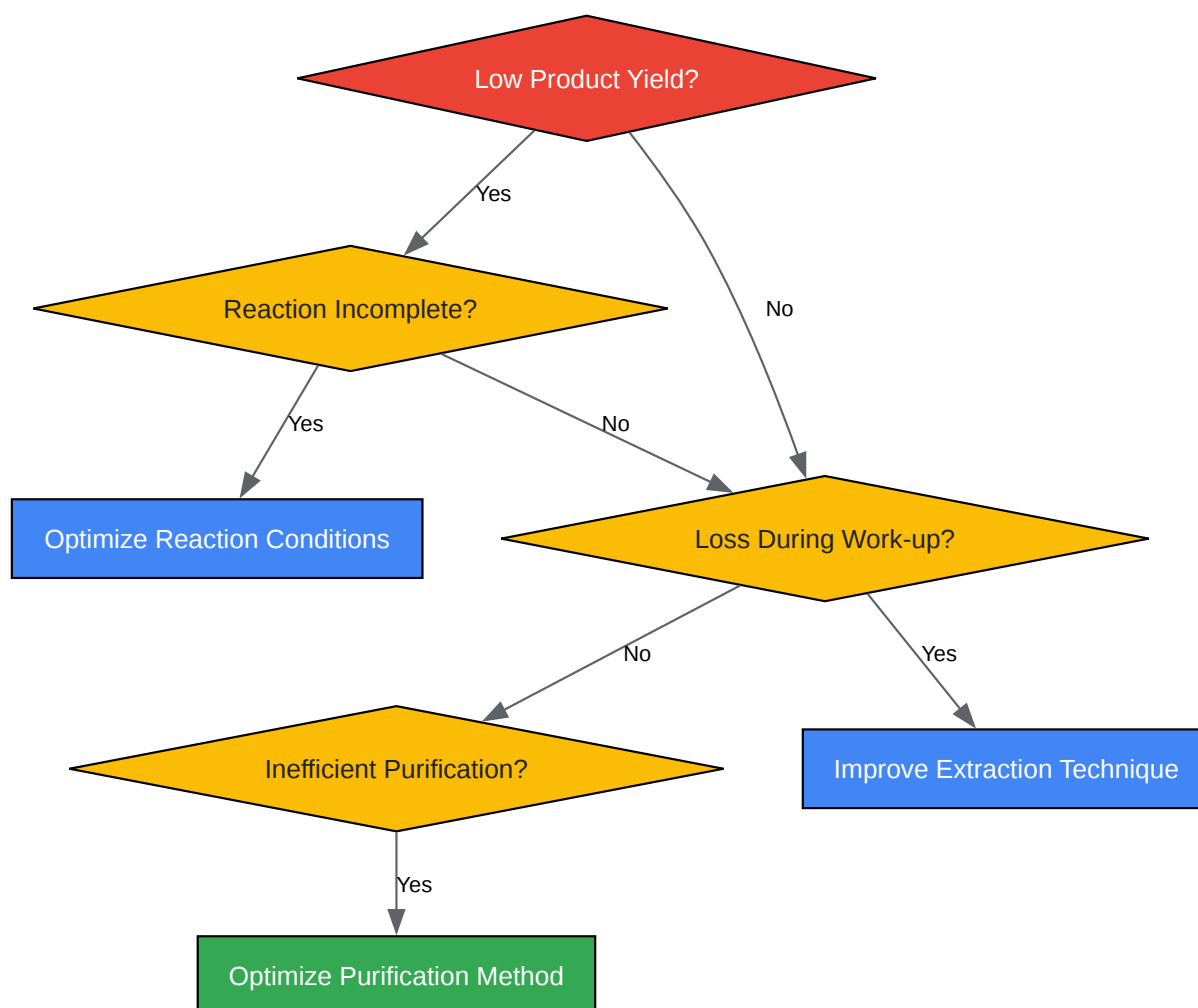 Low Product Yield?
Yes
Reaction Incomplete?
No
Yes
No
Optimize Reaction Conditions
Loss During Work-up?
No
Yes
Inefficient Purification?
Improve Extraction Technique
Yes
Optimize Purification Method